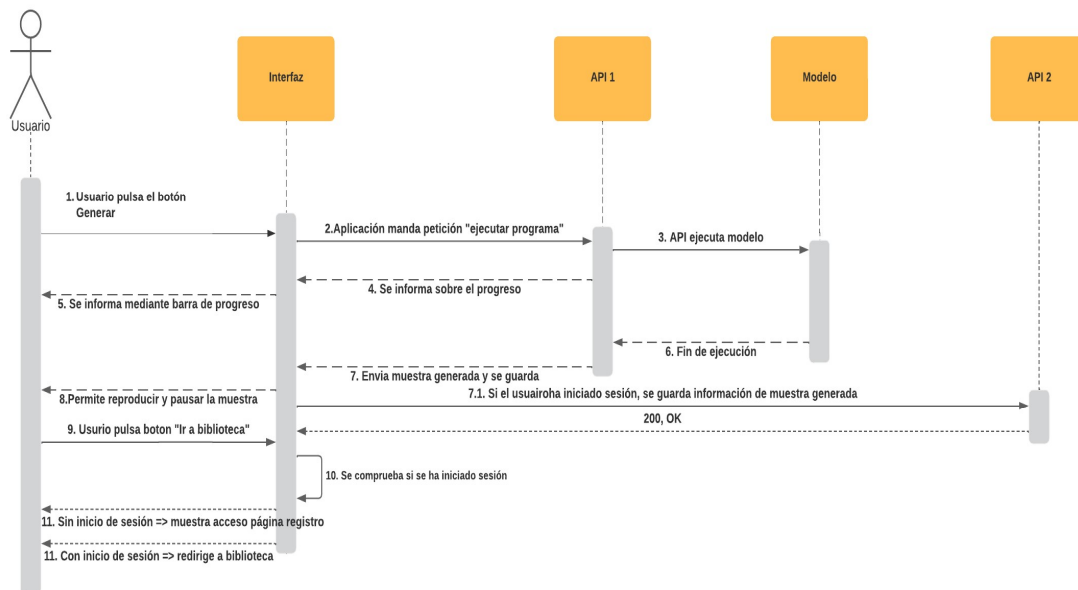 Usuario
Interfaz
API 1
Modelo
API 2
1. Usuario pulsa el botón
Generar
2.Aplicación manda petición "ejecutar programa"
3. API ejecuta modelo
4. Se informa sobre el progreso
5. Se informa mediante barra de progreso
6. Fin de ejecución
7. Envia muestra generada y se guarda
7.1. Si el usuairoha iniciado sesión, se guarda información de muestra generada
8.Permite reproducir y pausar la muestra
200, OK
9. Usurio pulsa boton "Ir a biblioteca"
10. Se comprueba si se ha iniciado sesión
11. Sin inicio de sesión => muestra acceso página registro
11. Con inicio de sesión => redirige a biblioteca